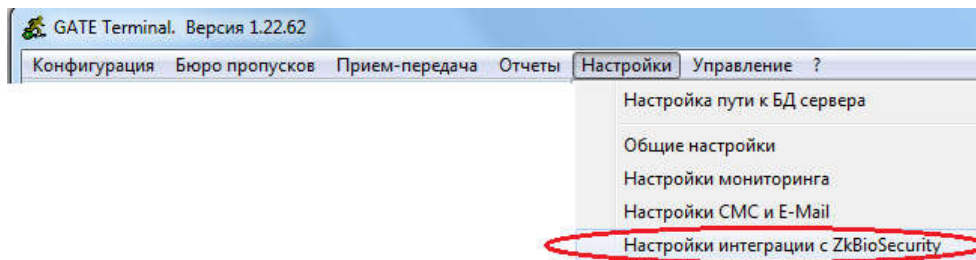 GATE Terminal. Версия 1.22.62
Конфигурация Бюро пропусков Прием-передача Отчеты Настройки Управление ?
Настройка пути к БД сервера
Общие настройки
Настройки мониторинга
Настройки СМС и E-Mail
Настройки интеграции с ZkBioSecurity